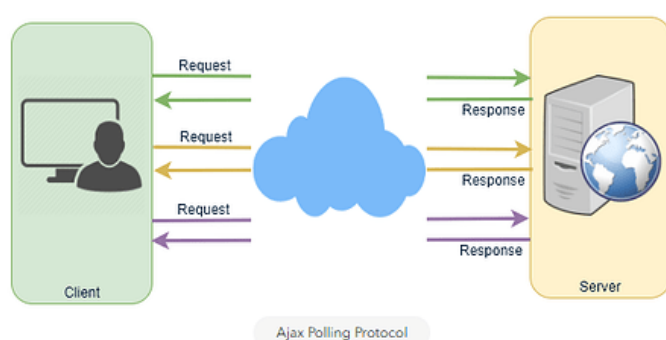 Request
Response
Request
Response
Request
Response
Client
Server
Ajax Polling Protocol